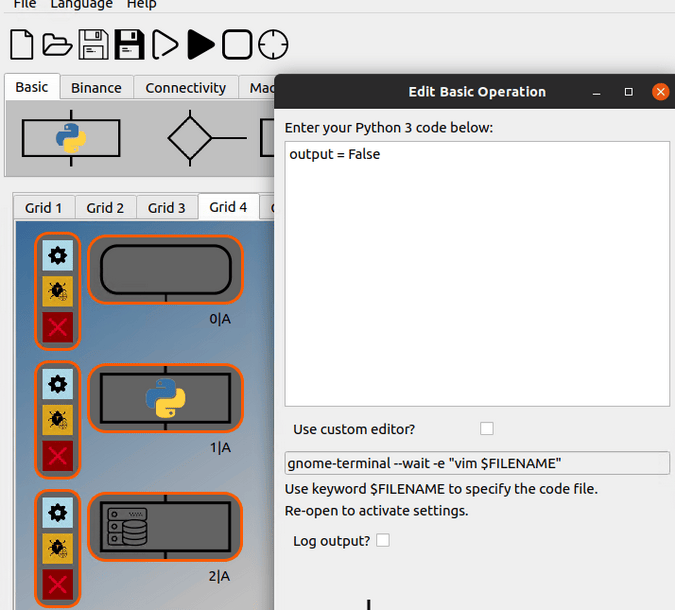 File Language Help
Basic Binance Connectivity Mac
Edit Basic Operation
Enter your Python 3 code below:
output = False
Grid 1 Grid 2 Grid 3 Grid 4
0|A
1|A
Use custom editor?
gnome-terminal --wait -e "vim $FILENAME"
Use keyword $FILENAME to specify the code file.
Re-open to activate settings.
Log output?
2|A